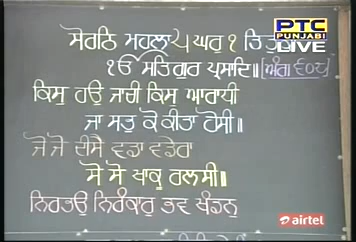 ਸੋਰਠਿ ਮਹਲਾ ੫ ਘਰੁ ੧ ਤਿ
PTC
PUNJABI
LIVE
ੴ ਸਤਿਗੁਰ ਪ੍ਰਸਾਦਿ॥ [ਅੰਗ ੬੦੮]
ਕਿਸੁ ਹਉ ਜਾਚੀ ਕਿਸ ਆਰਾਧੀ
ਜਾ ਸਭੁ ਕੋ ਕੀਤਾ ਹੋਸੀ॥
ਜੋ ਜੋ ਦੀਸੈ ਵਡਾ ਵਡੇਰਾ
ਸੋ ਸੋ ਖਾਕੂ ਰਲਸੀ॥
ਨਿਰਭਉ ਨਿਰੰਕਾਰੁ ਭਵ ਖੰਡਨੁ
airtel